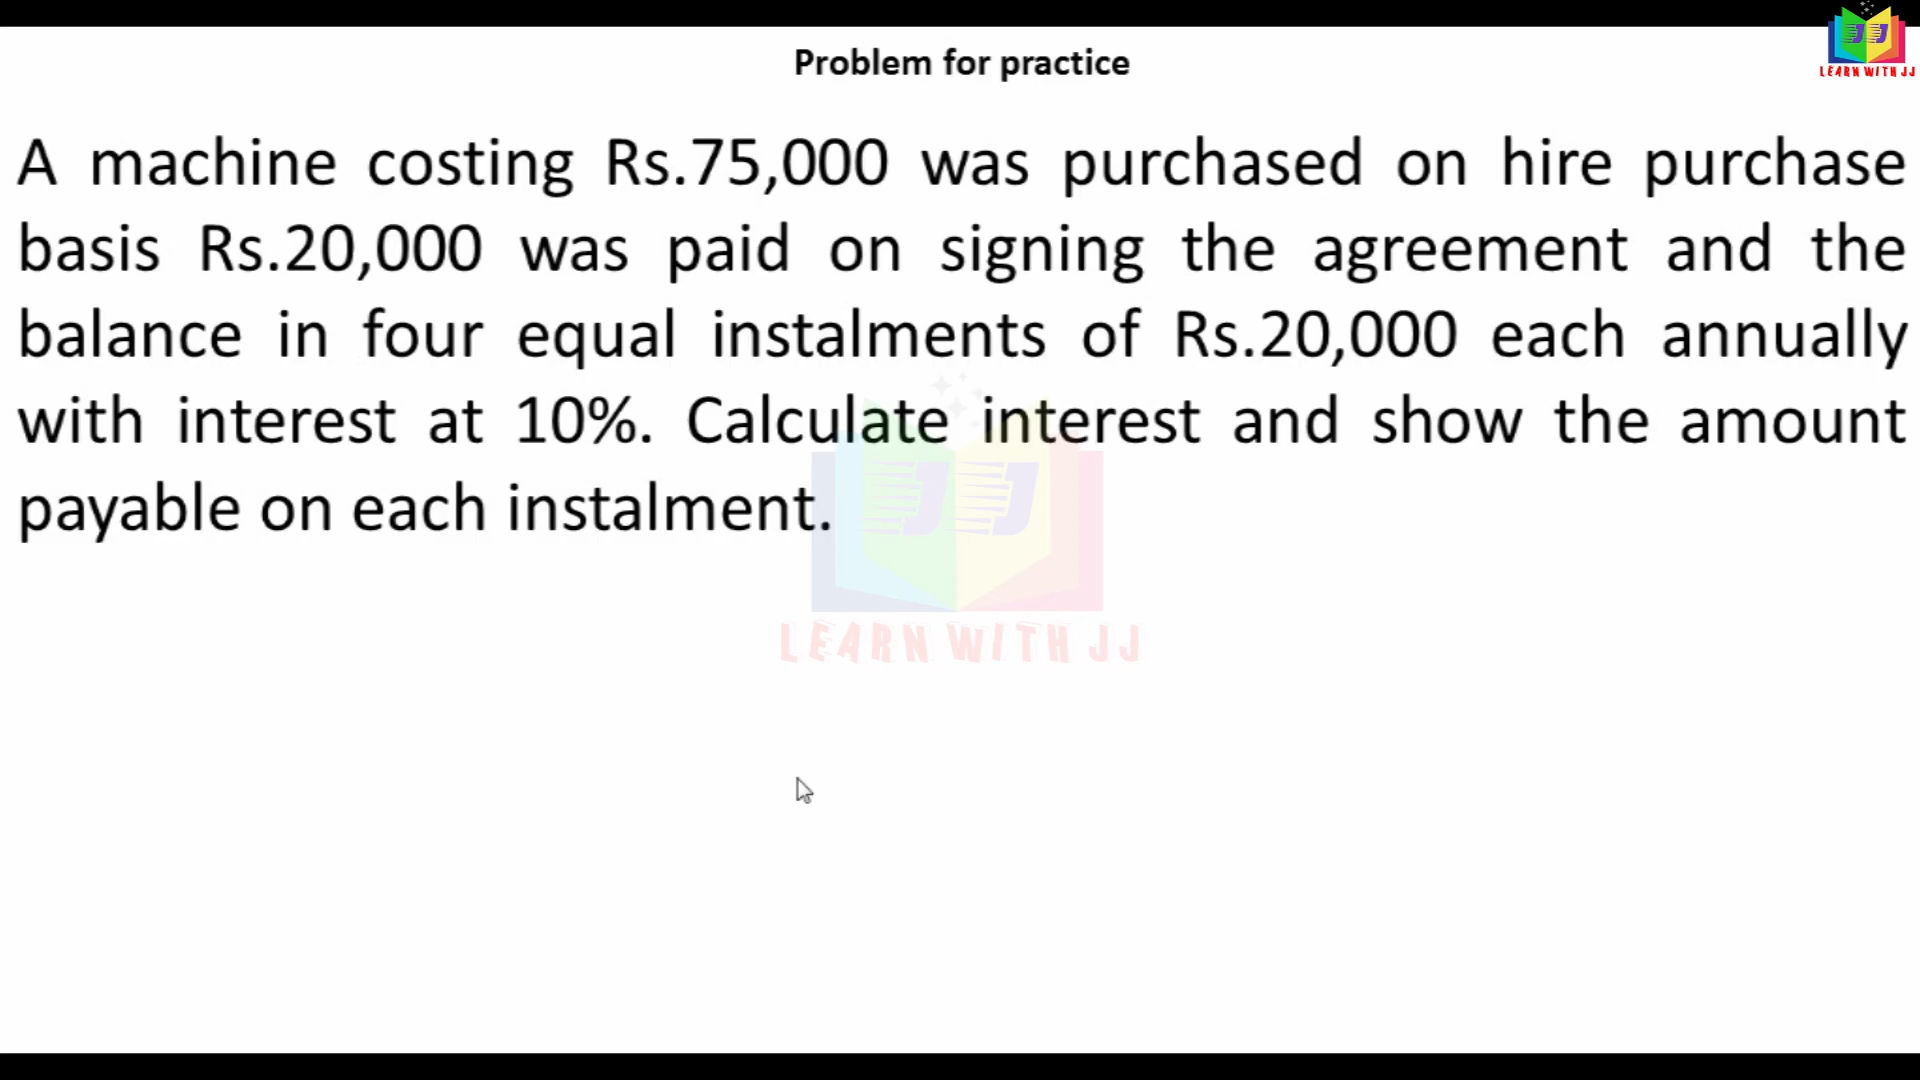 Problem for practice
LEARN WITH JJ
A machine costing Rs.75,000 was purchased on hire purchase
basis Rs.20,000 was paid on signing the agreement and the
balance in four equal instalments of Rs.20,000 each annually
with interest at 10%. Calculate interest and show the amount
payable on each instalment.
JJ
LEARN WITH JJ